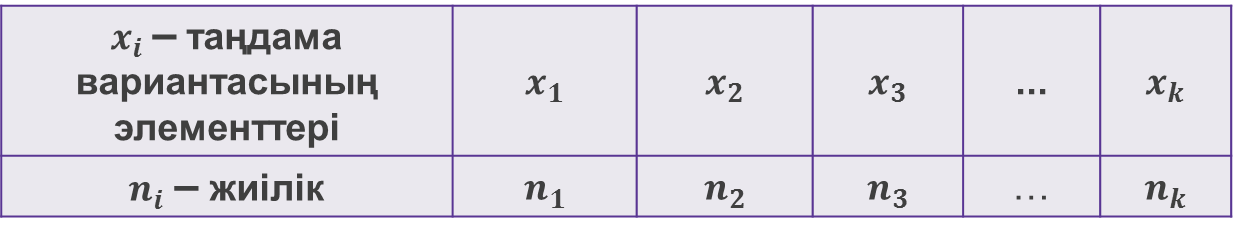 xᵢ – таңдама
вариантасының
элементтері
x₁ x₂ x₃ ... xₖ
nᵢ – жиілік n₁ n₂ n₃ … nₖ